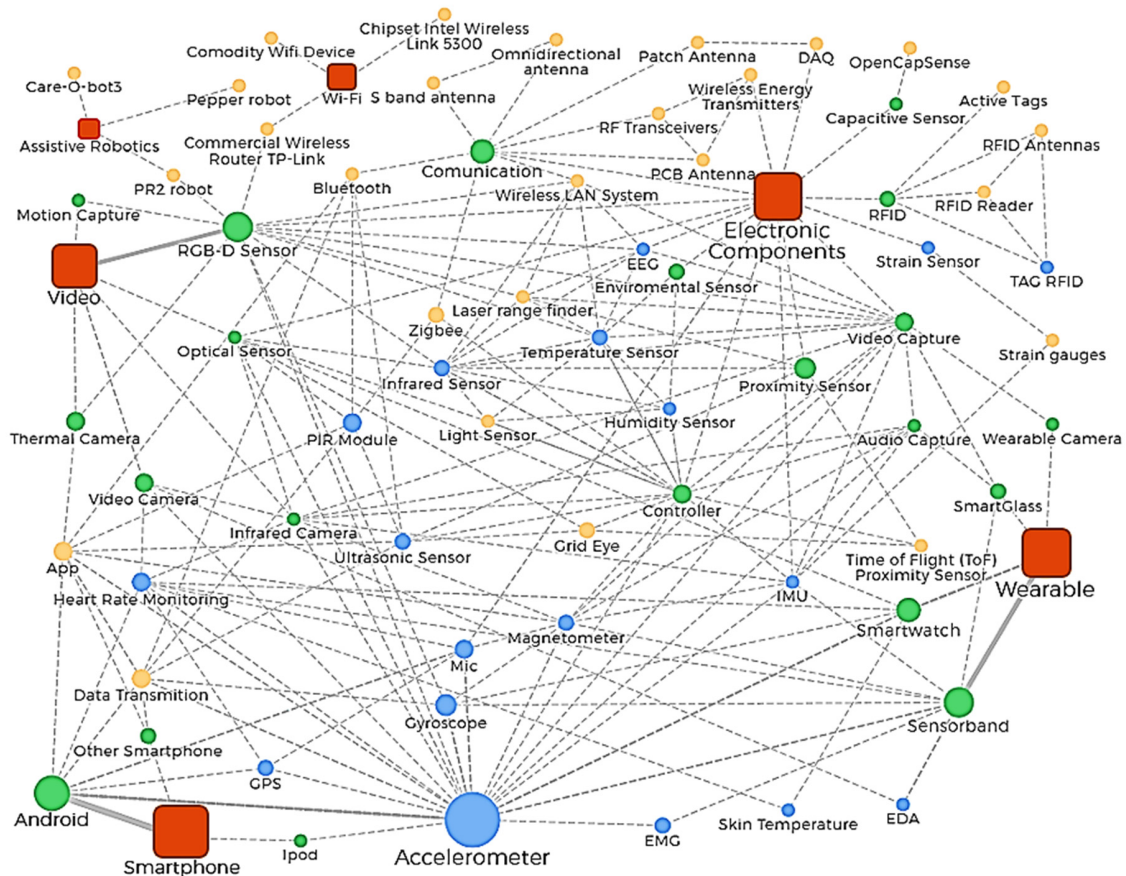 Chipset Intel Wireless
Link 5300
Comodity Wifi Device
Omnidirectional
antenna
Patch Antenna
DAQ
OpenCapSense
Care-O-bot3
Pepper robot
Wi-Fi
S band antenna
Wireless Energy
Transmitters
Active Tags
Capacitive Sensor
RF Transceivers
Assistive Robotics
Commercial Wireless
Router TP-Link
RFID Antennas
Comunication
PCB Antenna
PR2 robot
Bluetooth
Wireless LAN System
RFID Reader
Motion Capture
RFID
RGB-D Sensor
Electronic
Components
EEG
Strain Sensor
Video
Enviromental Sensor
TAG RFID
Laser range finder
Zigbee
Optical Sensor
Temperature Sensor
Video Capture
Strain gauges
Infrared Sensor
Proximity Sensor
Humidity Sensor
Thermal Camera
PIR Module
Light Sensor
Audio Capture
Wearable Camera
Video Camera
SmartGlass
Infrared Camera
Controller
Grid Eye
Ultrasonic Sensor
App
Time of Flight (ToF)
Proximity Sensor
Wearable
Heart Rate Monitoring
IMU
Smartwatch
Magnetometer
Mic
Data Transmition
Gyroscope
Sensorband
Other Smartphone
GPS
Android
Skin Temperature
EDA
EMG
Ipod
Accelerometer
Smartphone